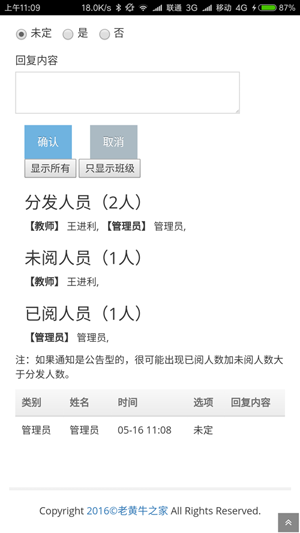 上午11:09 18.0K/s 联通 3G 移动 4G 87%
未定 是 否
回复内容
确认 取消
显示所有 只显示班级
分发人员（2人）
【教师】 王进利, 【管理员】 管理员,
未阅人员（1人）
【教师】 王进利,
已阅人员（1人）
【管理员】 管理员,
注：如果通知是公告型的，很可能出现已阅人数加未阅人数大
于分发人数。
类别 姓名 时间 选项 回复内容
管理员 管理员 05-16 11:08 未定
Copyright 2016©老黄牛之家 All Rights Reserved.